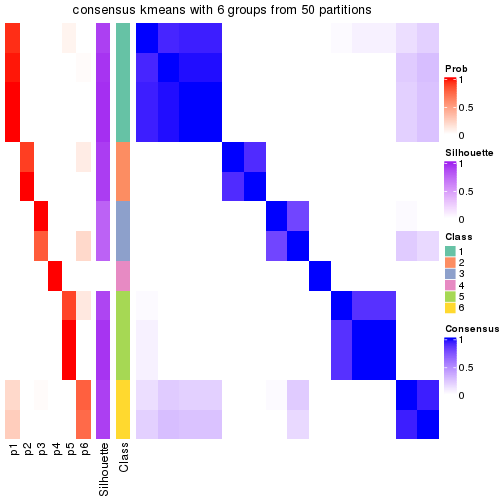 consensus kmeans with 6 groups from 50 partitions
p1
p2
p3
p4
p5
p6
Silhouette
Class
Prob
1
0.5
0
Silhouette
1
0.5
0
Class
1
2
3
4
5
6
Consensus
1
0.5
0